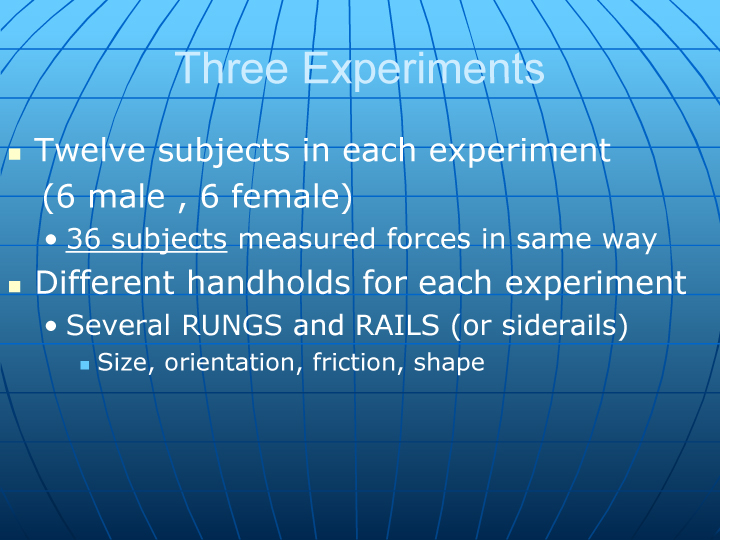 Three Experiments
Twelve subjects in each experiment
(6 male , 6 female)
• 36 subjects measured forces in same way
Different handholds for each experiment
• Several RUNGS and RAILS (or siderails)
Size, orientation, friction, shape